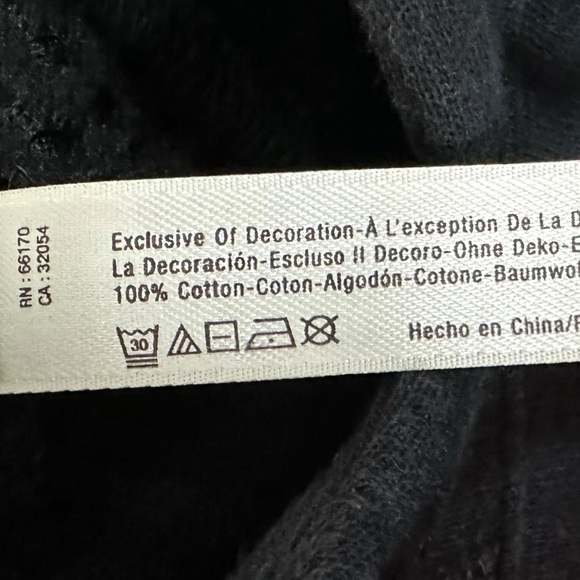 RN : 66170
CA : 32054
Exclusive Of Decoration-À L'exception De La D
La Decoración-Escluso Il Decoro-Ohne Deko-E
100% Cotton-Coton-Algodón-Cotone-Baumwol
30
Hecho en China/F